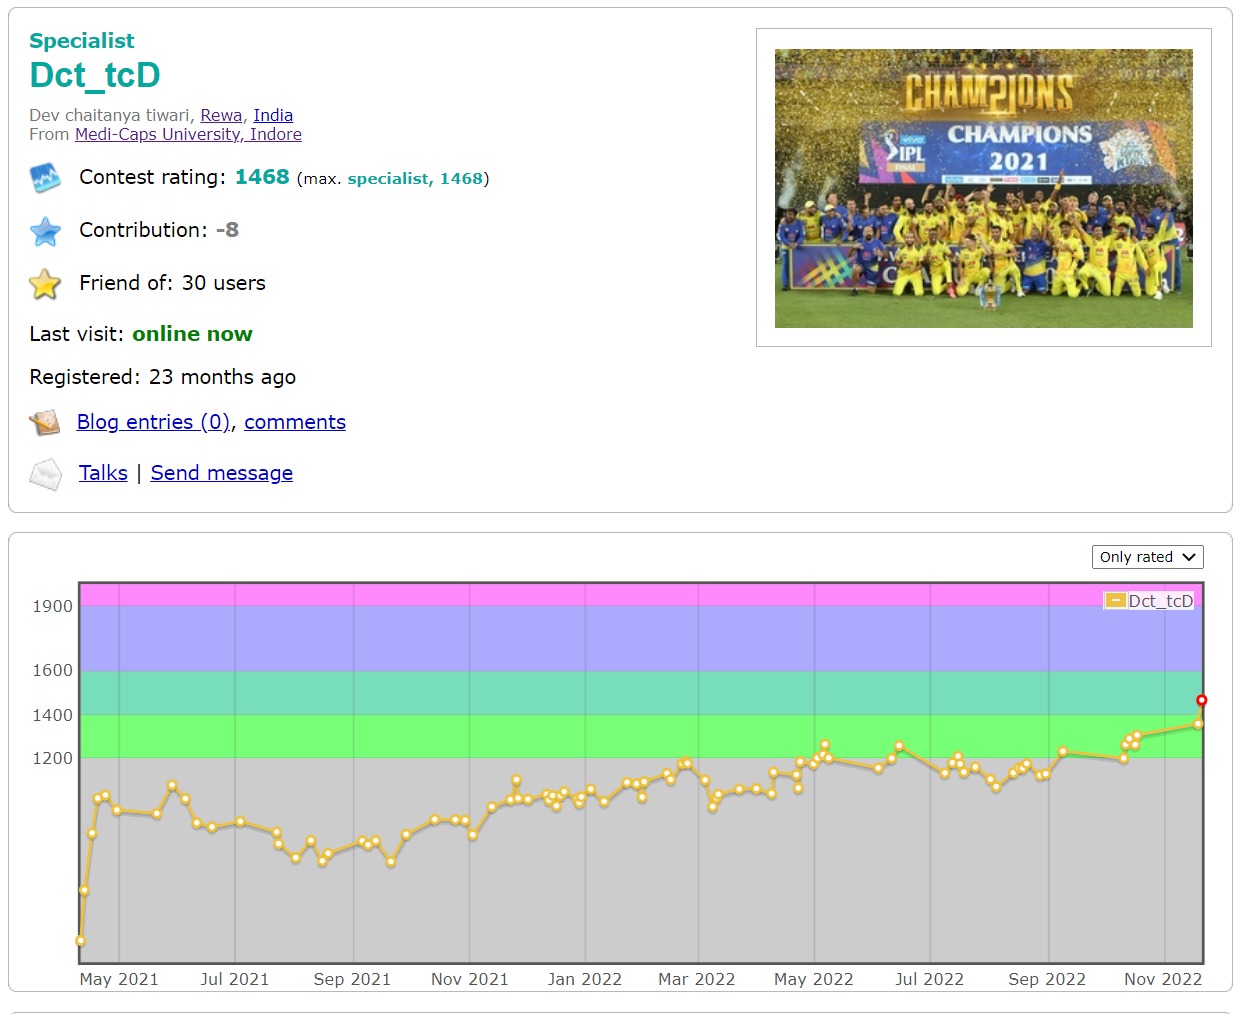 Specialist
Dct_tcD
Dev chaitanya tiwari, Rewa, India
From Medi-Caps University, Indore
Contest rating: 1468 (max. specialist, 1468)
Contribution: -8
Friend of: 30 users
Last visit: online now
Registered: 23 months ago
Blog entries (0), comments
Talks | Send message
CHAMP21ONS
CHAMPIONS
2021
VIVO
IPL
FINAL
Only rated
Dct_tcD
1900
1600
1400
1200
May 2021
Jul 2021
Sep 2021
Nov 2021
Jan 2022
Mar 2022
May 2022
Jul 2022
Sep 2022
Nov 2022